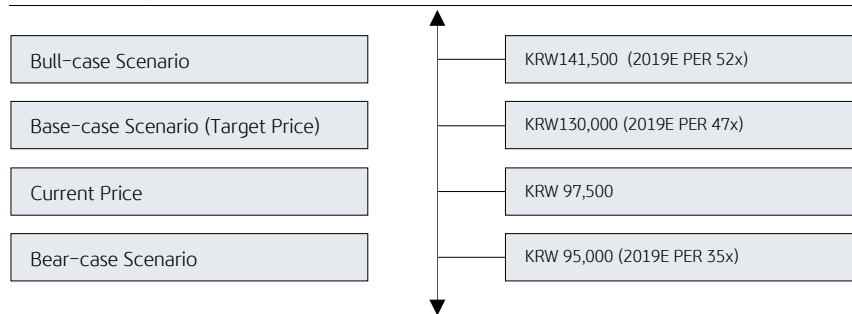 Bull-case Scenario
KRW141,500 (2019E PER 52x)
Base-case Scenario (Target Price)
KRW130,000 (2019E PER 47x)
Current Price
KRW 97,500
Bear-case Scenario
KRW 95,000 (2019E PER 35x)